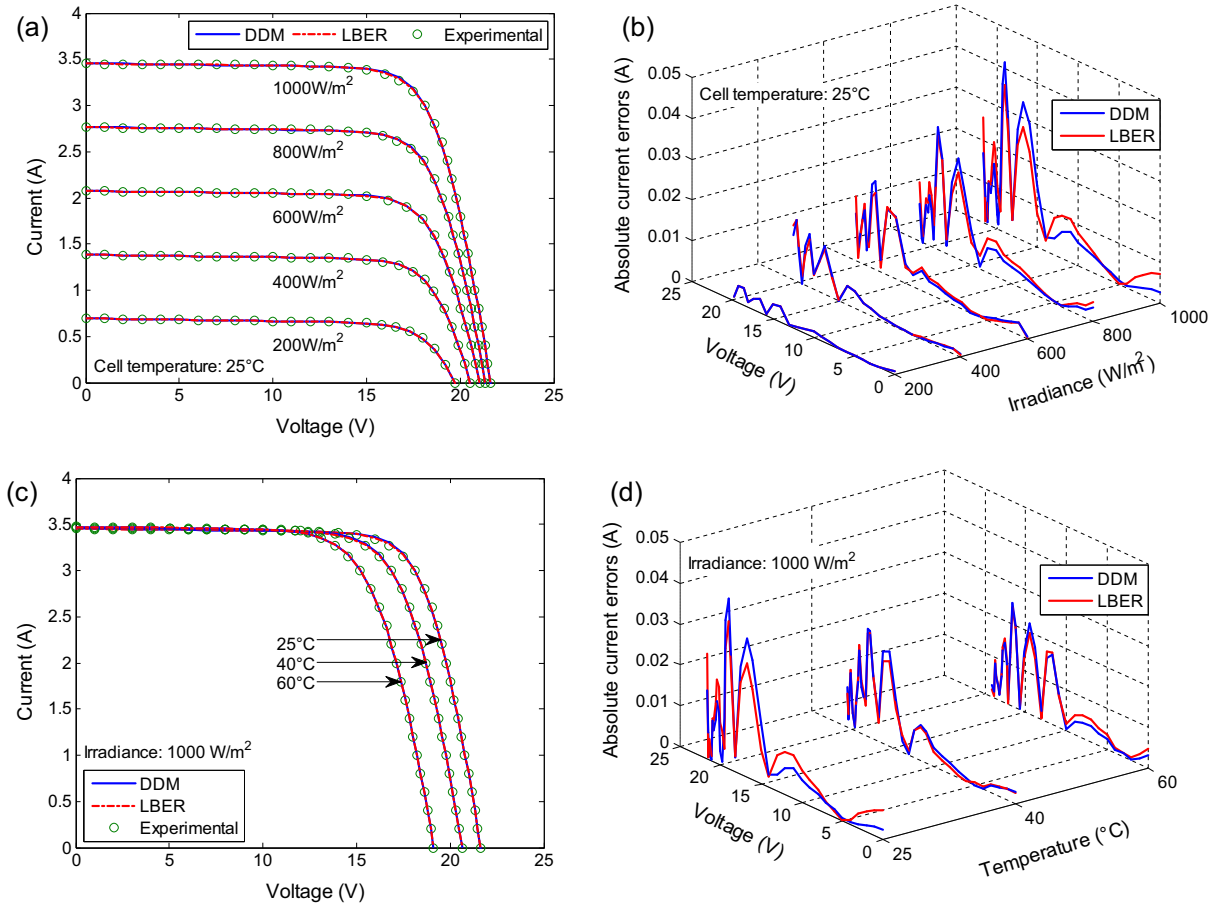 (a)
DDM LBER Experimental
1000W/m²
800W/m²
600W/m²
400W/m²
200W/m²
Cell temperature: 25°C
4
3.5
3
2.5
2
1.5
1
0.5
0
0 5 10 15 20 25
Current (A)
Voltage (V)
(b)
Cell temperature: 25°C
DDM
LBER
0.05
0.04
0.03
0.02
0.01
0
25 20 15 10 5 0
200 400 600 800 1000
Absolute current errors (A)
Voltage (V)
Irradiance (W/m²)
(c)
4
3.5
3
2.5
2
1.5
1
0.5
0
25°C
40°C
60°C
Irradiance: 1000 W/m²
DDM
LBER
Experimental
0 5 10 15 20 25
Current (A)
Voltage (V)
(d)
Irradiance: 1000 W/m²
DDM
LBER
0.05
0.04
0.03
0.02
0.01
0
25 20 15 10 5 0
25 40 60
Absolute current errors (A)
Voltage (V)
Temperature (°C)